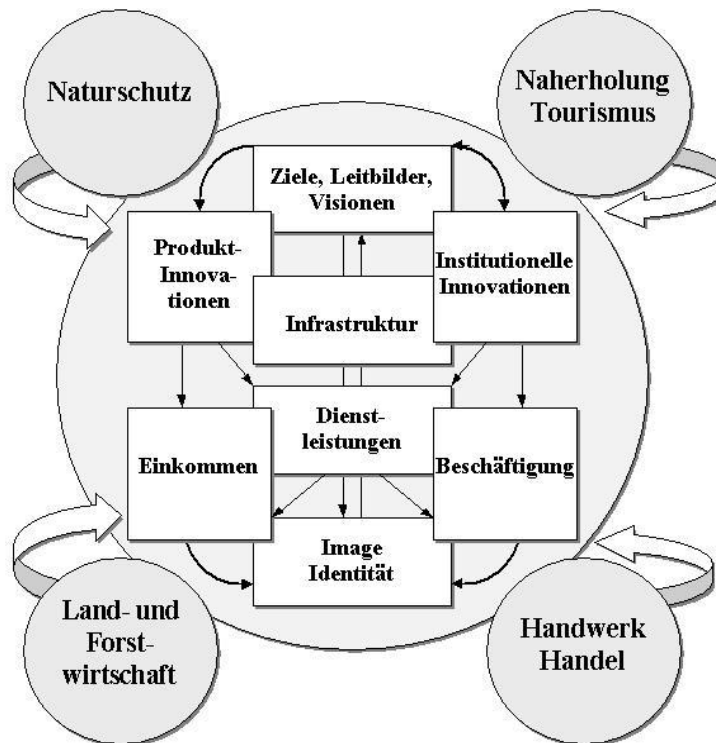 Naturschutz
Naherholung
Tourismus
Ziele, Leitbilder,
Visionen
Produkt-
Innova-
tionen
Institutionelle
Innovationen
Infrastruktur
Dienst-
leistungen
Einkommen
Beschäftigung
Image
Identität
Land- und
Forst-
wirtschaft
Handwerk
Handel